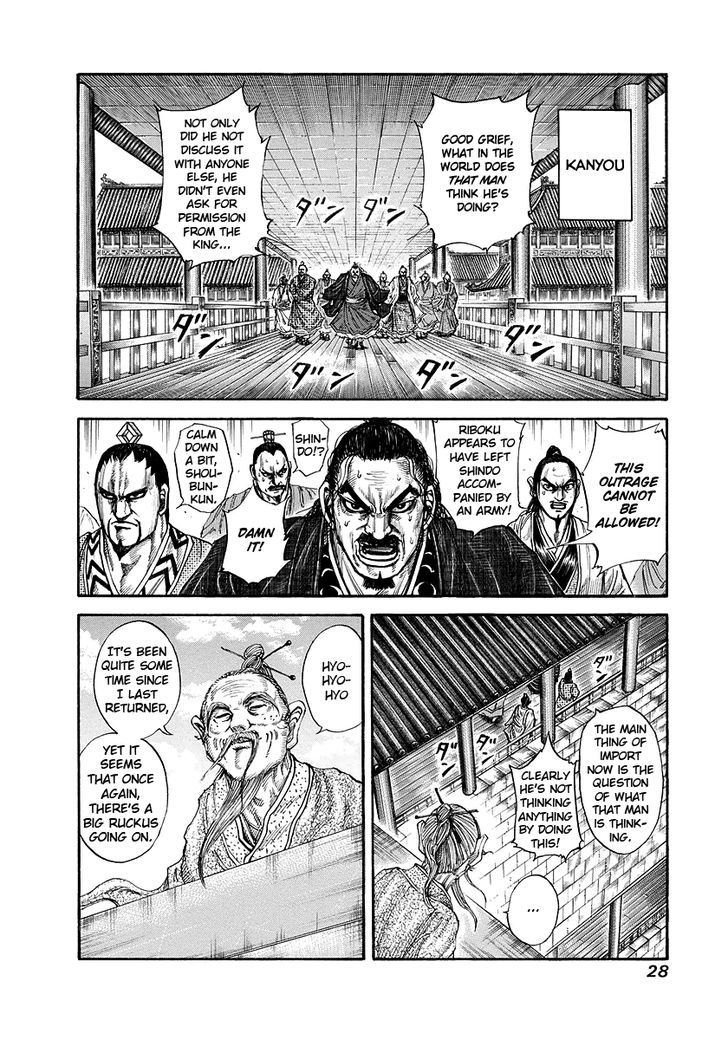 KANYOU
GOOD GRIEF,
WHAT IN THE
WORLD DOES
THAT MAN
THINK HE'S
DOING?
NOT ONLY
DID HE NOT
DISCUSS IT
WITH ANYONE
ELSE, HE
DIDN'T EVEN
ASK FOR
PERMISSION
FROM THE
KING...
ダン
ダン
ダン
ダン
ダン
ダン
THIS
OUTRAGE
CANNOT
BE
ALLOWED!
RIBOKU
APPEARS TO
HAVE LEFT
SHINDO
ACCOM-
PANIED BY
AN ARMY!
SHIN-
DO!?
DAMN
IT!
CALM
DOWN
A BIT,
SHOU-
BUN-
KUN.
THE MAIN
THING OF
IMPORT
NOW IS THE
QUESTION
OF WHAT
THAT MAN
IS THINK-
ING.
ダン
ダン
CLEARLY
HE'S NOT
THINKING
ANYTHING
BY DOING
THIS!
...
HYO-
HYO-
HYO
IT'S BEEN
QUITE SOME
TIME SINCE
I LAST
RETURNED,
YET IT
SEEMS
THAT ONCE
AGAIN,
THERE'S A
BIG RUCKUS
GOING ON.
28